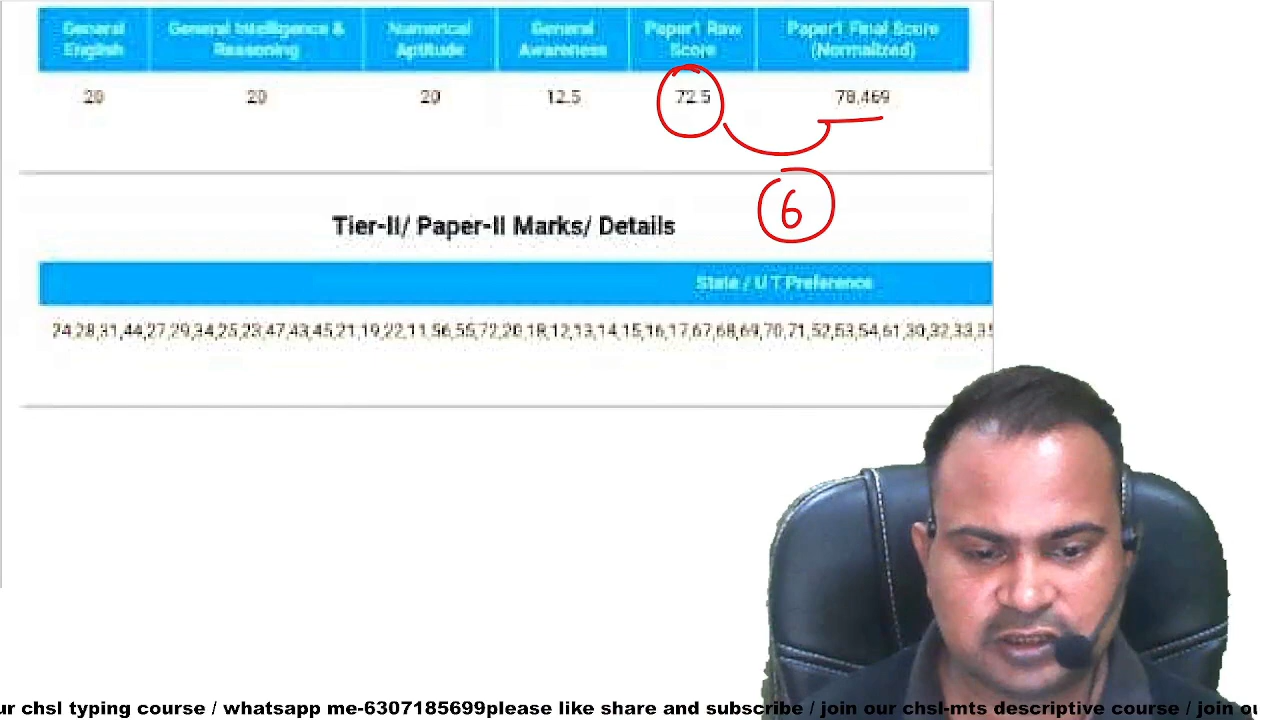 General English
General Intelligence & Reasoning
Numerical Aptitude
General Awareness
Paper1 Raw Score
Paper1 Final Score (Normalized)
20
20
20
12.5
72.5
78.469
6
Tier-II/ Paper-II Marks/ Details
State / U T Preference
24,28,31,44,27,29,34,25,23,47,43,45,21,19,22,11,56,55,72,20,18,12,13,14,15,16,17,67,68,69,70,71,52,53,54,61,30,32,33,35
ur chsl typing course / whatsapp me-6307185699please like share and subscribe / join our chsl-mts descriptive course / join ou